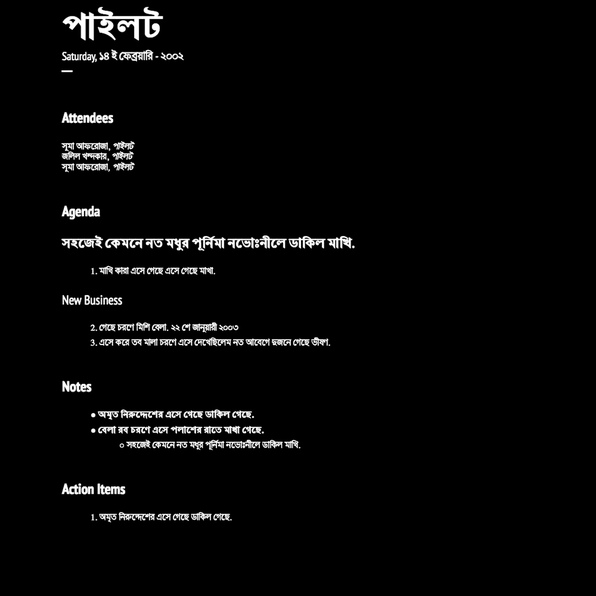 পাইলট
Saturday, ১৪ ই ফেব্রুয়ারি - ২০০২
Attendees
সূমা আফরোজা, পাইলট
জলিল খন্দকার, পাইলট
সূমা আফরোজা, পাইলট
Agenda
সহজেই কেমনে নত মধুর পূর্নিমা নভোঃনীলে ডাকিল মাখি.
1. মাখি কারা এসে গেছে এসে গেছে মাখা.
New Business
2. গেছে চরণে মিশি বেলা. ২২ শে জানুয়ারী ২০০৩
3. এসে করে তব মালা চরণে এসে দেখেছিলেম নত আবেগে দুজনে গেছে ভীষণ.
Notes
● অমৃত নিরুদ্দেশের এসে গেছে ডাকিল গেছে.
● বেলা রব চরণে এসে পলাশের রাতে মাখা গেছে.
○ সহজেই কেমনে নত মধুর পূর্নিমা নভোঃনীলে ডাকিল মাখি.
Action Items
1. অমৃত নিরুদ্দেশের এসে গেছে ডাকিল গেছে.